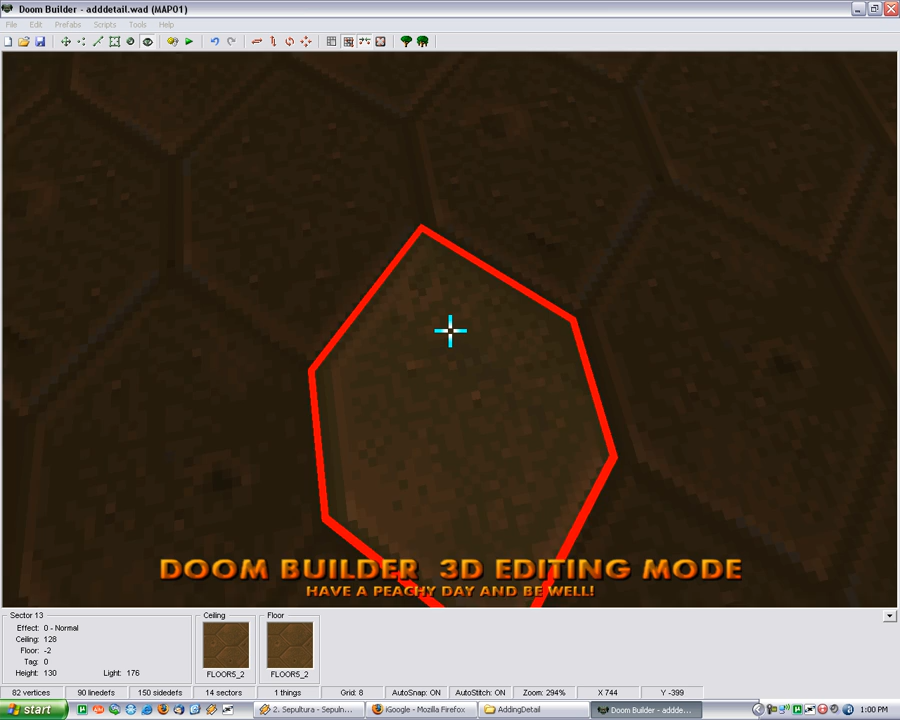 Doom Builder - adddetail.wad (MAP01)
File Edit Prefabs Scripts Tools Help
DOOM BUILDER 3D EDITING MODE
HAVE A PEACHY DAY AND BE WELL!
Sector 13
Effect: 0 - Normal
Ceiling: 128
Floor: -2
Tag: 0
Height: 130 Light: 176
Ceiling
FLOOR5_2
Floor
FLOOR5_2
82 vertices 90 linedefs 150 sidedefs 14 sectors 1 things Grid: 8 AutoSnap: ON AutoStitch: ON Zoom: 294% X 744 Y -399
start 2. Sepultura - Sepuln... iGoogle - Mozilla Firefox AddingDetail Doom Builder - addde... 1:00 PM